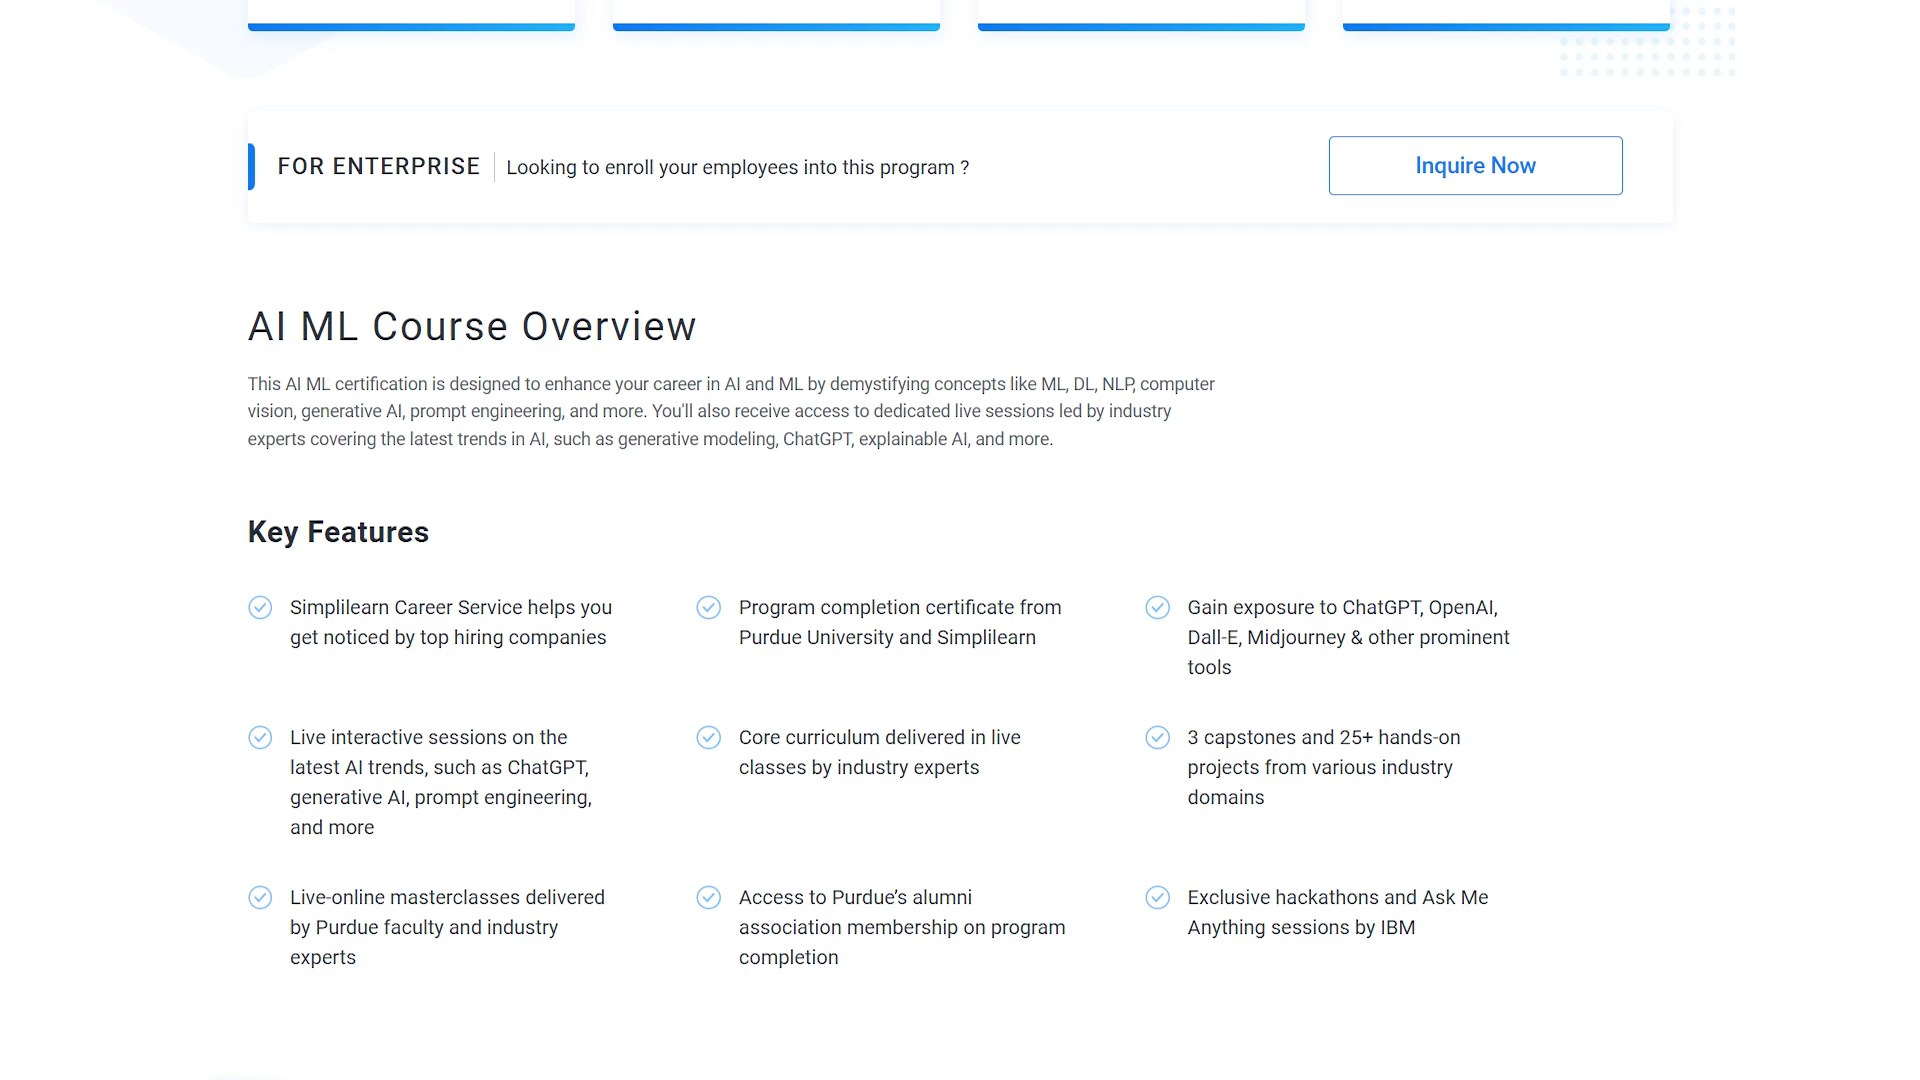 FOR ENTERPRISE
Looking to enroll your employees into this program ?
Inquire Now
AI ML Course Overview
This AI ML certification is designed to enhance your career in AI and ML by demystifying concepts like ML, DL, NLP, computer
vision, generative AI, prompt engineering, and more. You'll also receive access to dedicated live sessions led by industry
experts covering the latest trends in AI, such as generative modeling, ChatGPT, explainable AI, and more.
Key Features
Simplilearn Career Service helps you
get noticed by top hiring companies
Program completion certificate from
Purdue University and Simplilearn
Gain exposure to ChatGPT, OpenAI,
Dall-E, Midjourney & other prominent
tools
Live interactive sessions on the
latest AI trends, such as ChatGPT,
generative AI, prompt engineering,
and more
Core curriculum delivered in live
classes by industry experts
3 capstones and 25+ hands-on
projects from various industry
domains
Live-online masterclasses delivered
by Purdue faculty and industry
experts
Access to Purdue’s alumni
association membership on program
completion
Exclusive hackathons and Ask Me
Anything sessions by IBM